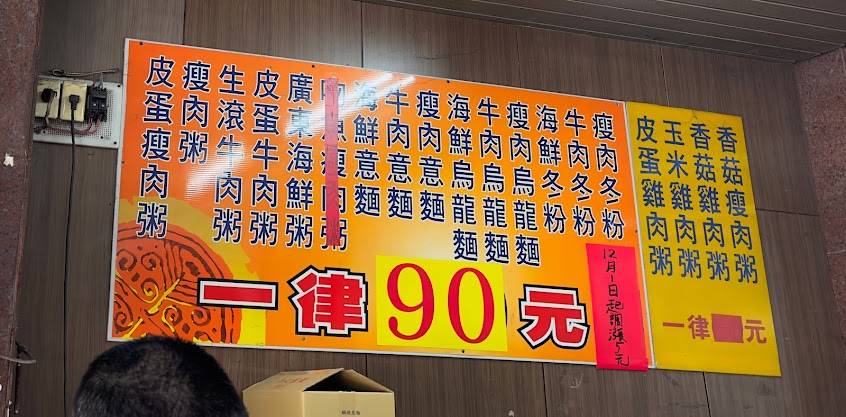 皮蛋瘦肉粥
瘦肉粥
生滾牛肉粥
皮蛋牛肉粥
廣東海鮮粥
魚瘦肉粥
海鮮意麵
牛肉意麵
瘦肉意麵
海鮮烏龍麵
牛肉烏龍麵
瘦肉烏龍麵
海鮮冬粉
牛肉冬粉
瘦肉冬粉
一律90元
12月1日起調漲5元
皮蛋雞肉粥
玉米雞肉粥
香菇雞肉粥
香菇瘦肉粥
一律 元